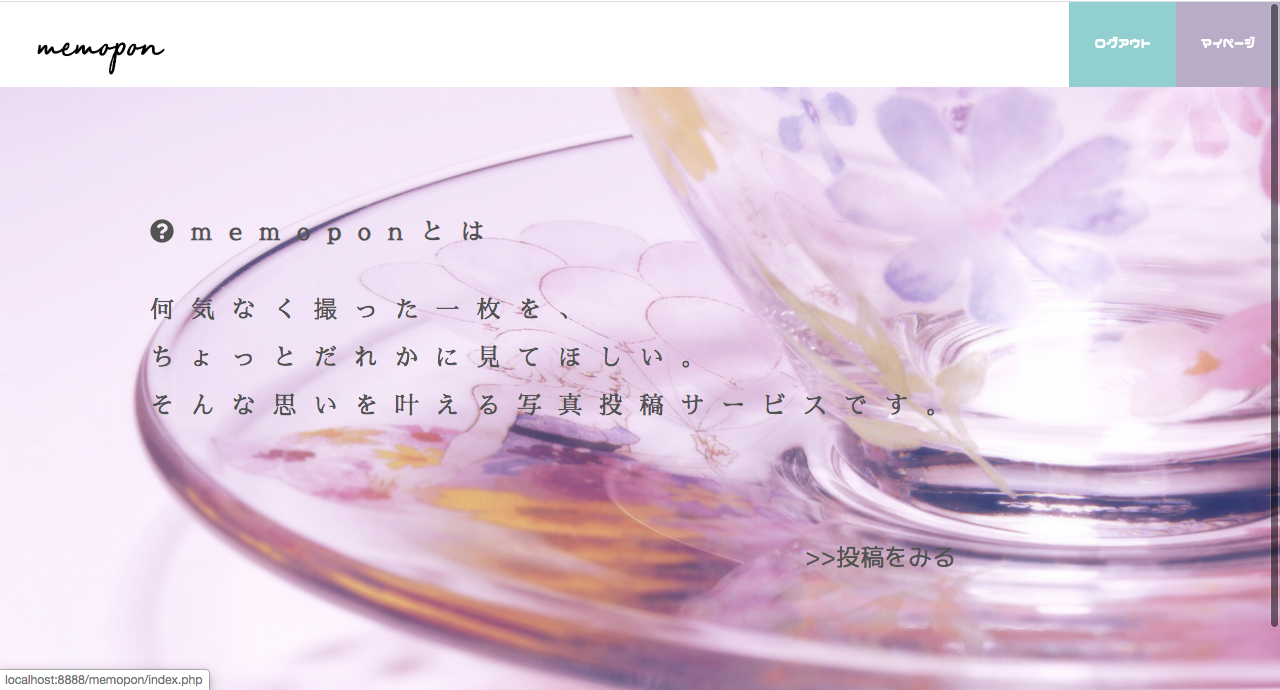 memopon
ログアウト
マイページ
memoponとは
何気なく撮った一枚を、
ちょっとだれかに見てほしい。
そんな思いを叶える写真投稿サービスです。
>>投稿をみる
localhost:8888/memopon/index.php